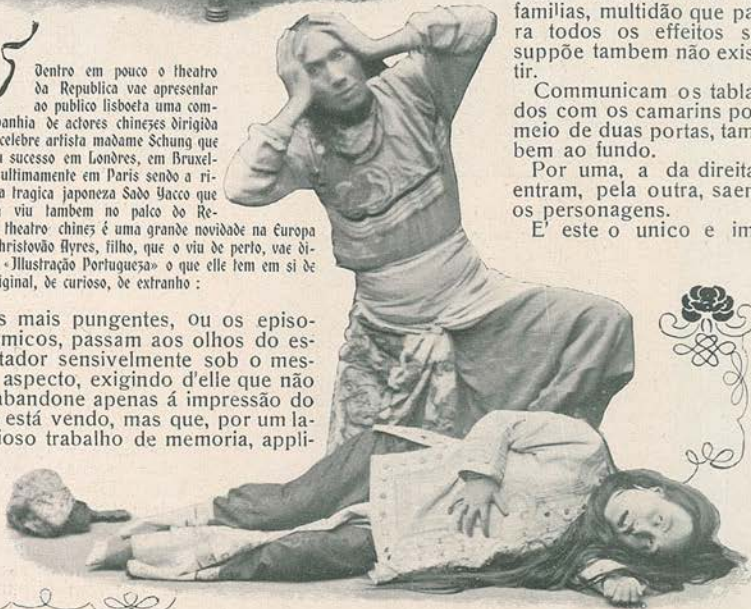 Dentro em pouco o theatro
da Republica vae apresentar
ao publico lisboeta uma com-
panhia de actores chinezes dirigida
celebre artista madame Schung que
sucesso em Londres, em Bruxel-
ultimamente em Paris sendo a ri-
a tragica japoneza Sado Yacco que
viu tambem no palco do Re-
theatro chinez é uma grande novidade na Europa
hristovão Ayres, filho, que o viu de perto, vae di-
«Illustração Portugueza» o que elle tem em si de
iginal, de curioso, de extranho :
s mais pungentes, ou os episo-
micos, passam aos olhos do es-
tador sensivelmente sob o mes-
aspecto, exigindo d'elle que não
abandone apenas á impressão do
está vendo, mas que, por um la-
ioso trabalho de memoria, appli-
familias, multidão que pa-
ra todos os effeitos s
suppõe tambem não exis
tir.
Communicam os tabla
dos com os camarins po
meio de duas portas, tam
bem ao fundo.
Por uma, a da direita
entram, pela outra, saem
os personagens.
E' este o unico e im